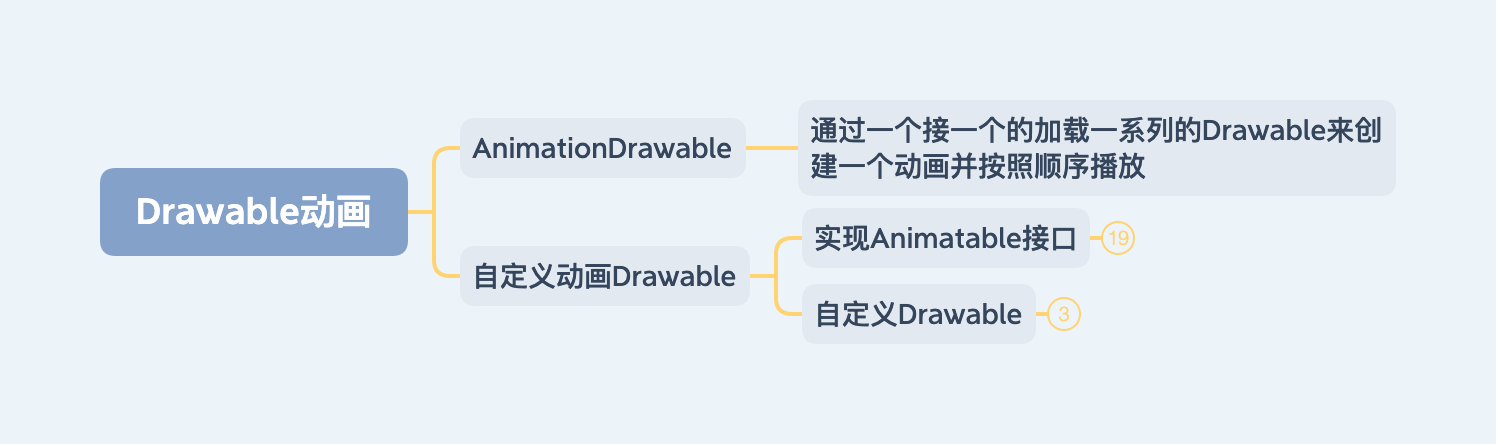 Drawable动画
AnimationDrawable
通过一个接一个的加载一系列的Drawable来创
建一个动画并按照顺序播放
自定义动画Drawable
实现Animatable接口
19
自定义Drawable
3